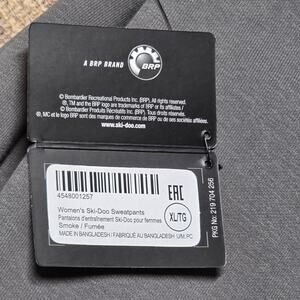 A BRP BRAND
BRP
© Bombardier Recreational Products Inc. (BRP). All rights reserved.
®, TM and the BRP logo are trademarks of BRP or its affiliates /
© Bombardier Produits Récréatifs Inc. (BRP). Tous droits réservés.
®, MC et le logo BRP sont des marques de commerce de BRP ou de ses sociétés affiliées.
www.ski-doo.com
4548001257
EAC
Women's Ski-Doo Sweatpants
Pantalons d'entraînement Ski-Doo pour femmes
Smoke / Fumée
MADE IN BANGLADESH / FABRIQUÉ AU BANGLADESH
XL/TG
PKG No: 219 704 256